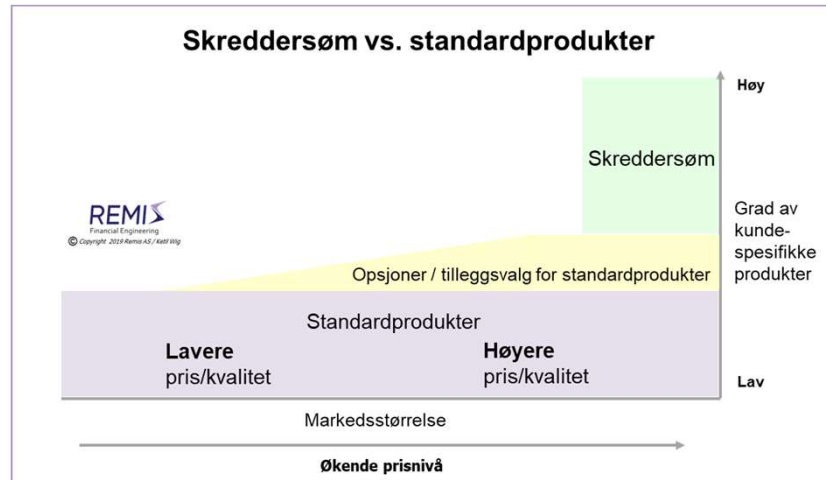 Skreddersøm vs. standardprodukter
Høy
Skreddersøm
REMIS
Financial Engineering
© Copyright 2019 Remis AS / Ketil Wig
Grad av
kunde-
spesifikke
produkter
Opsjoner / tilleggsvalg for standardprodukter
Standardprodukter
Lavere
pris/kvalitet
Høyere
pris/kvalitet
Lav
Markedsstørrelse
Økende prisnivå